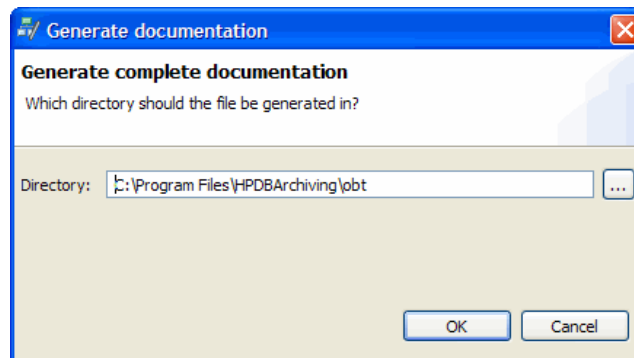 Generate documentation
Generate complete documentation
Which directory should the file be generated in?
Directory: C:\Program Files\HPDBArchiving\obt ...
OK Cancel